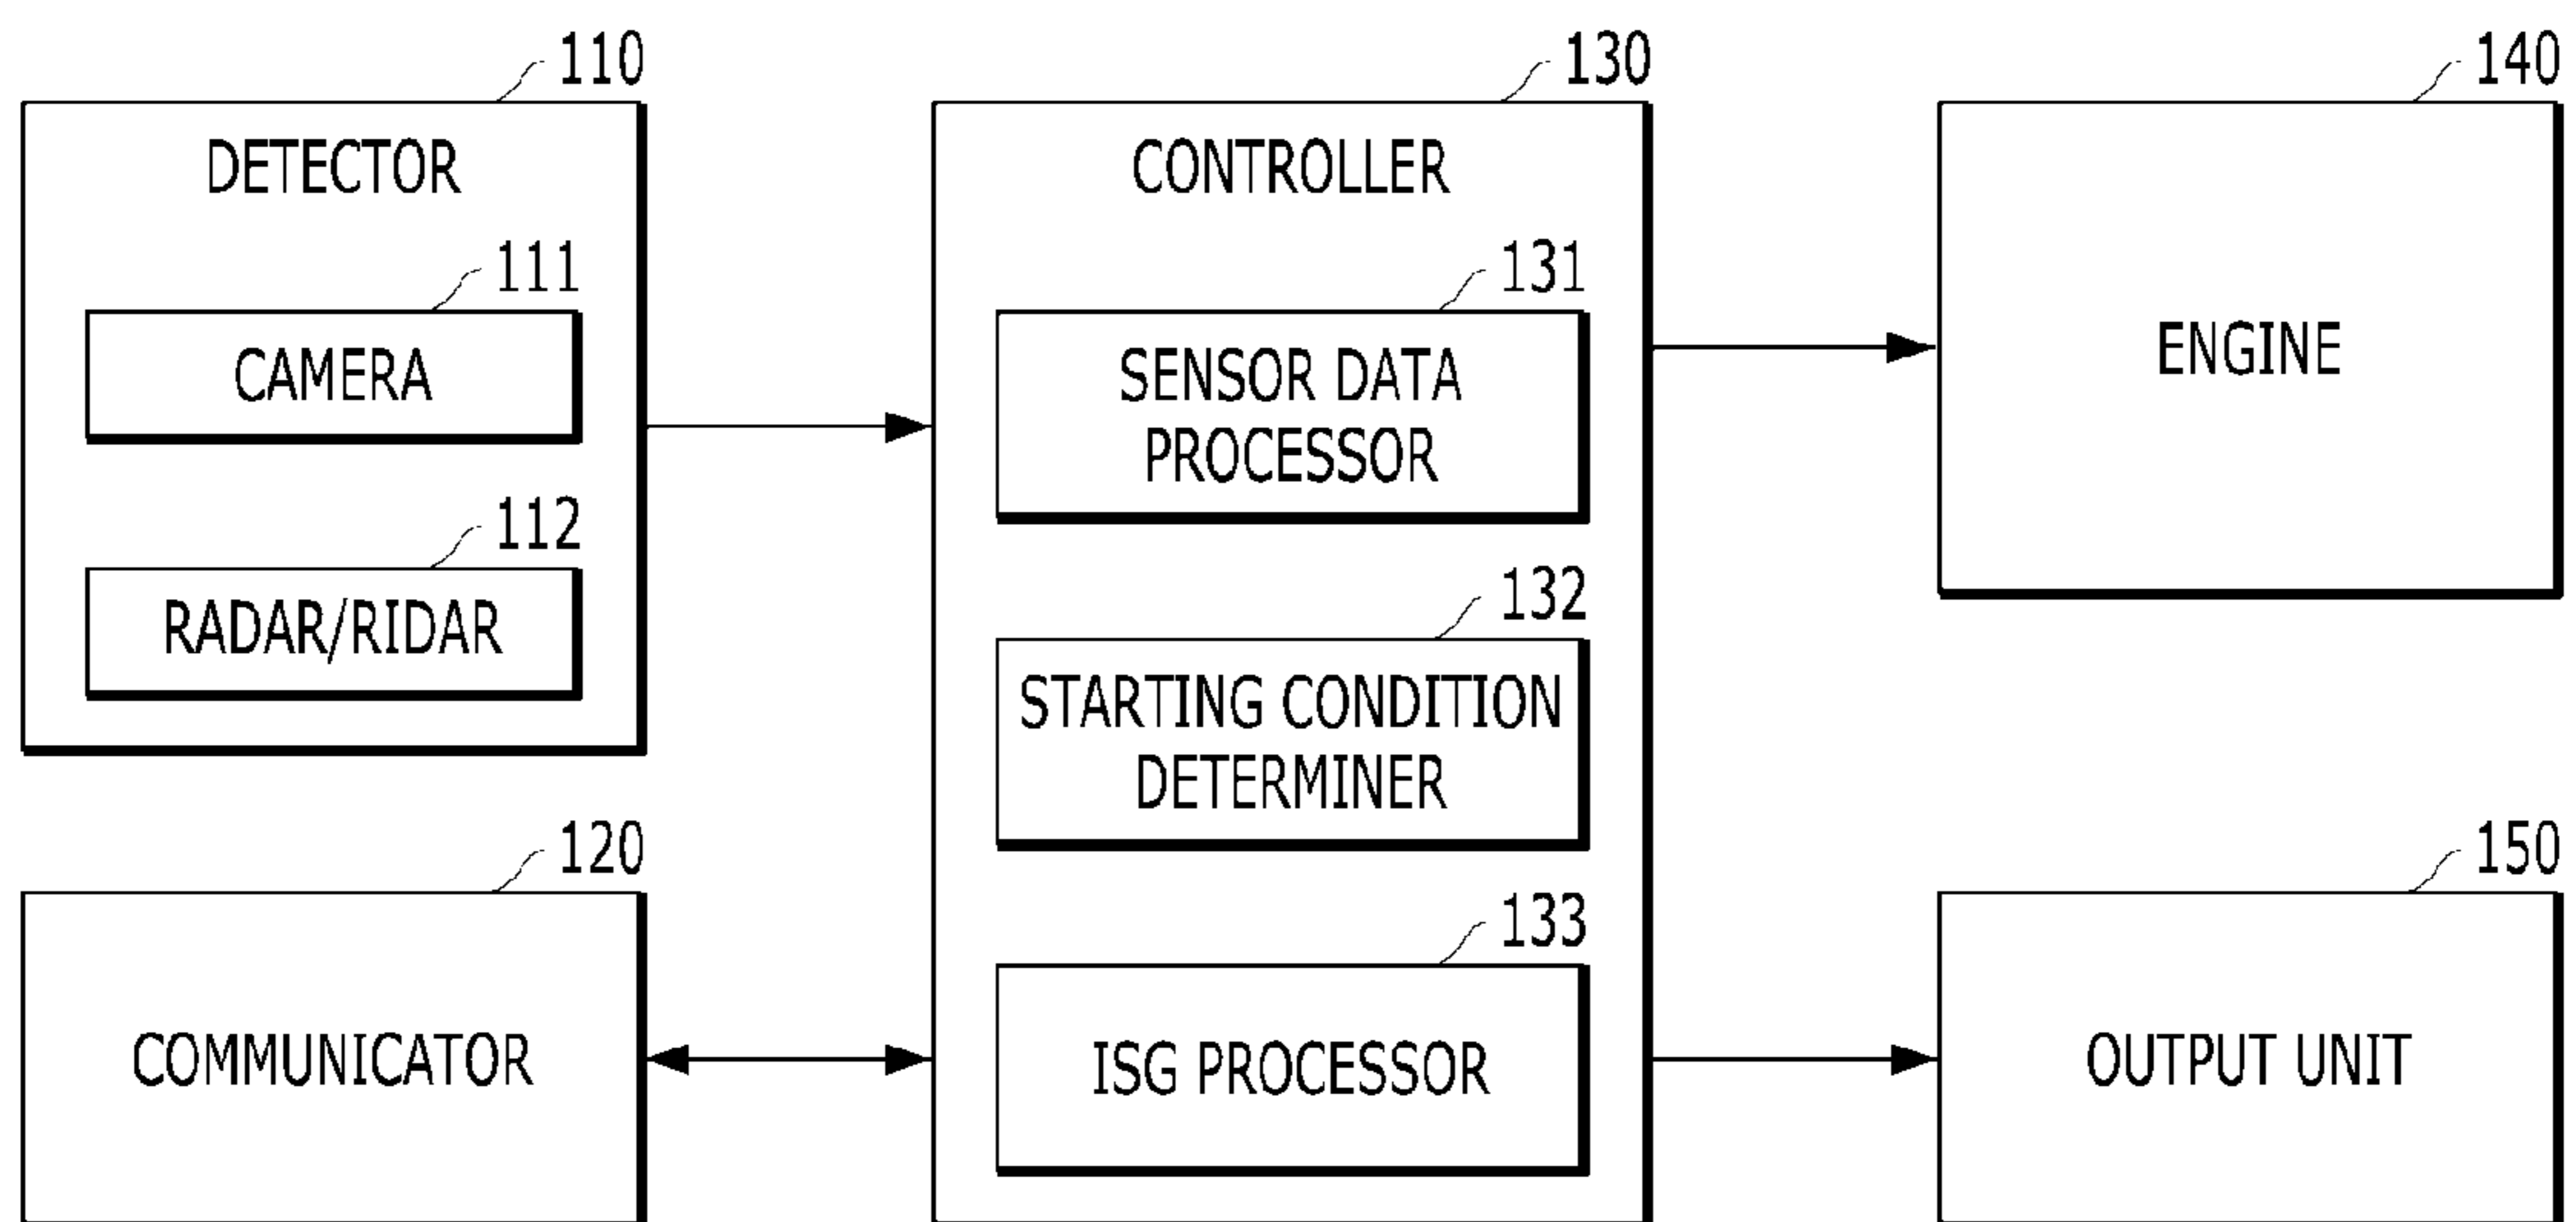 110
DETECTOR
111
CAMERA
112
RADAR/RIDAR
120
COMMUNICATOR
130
CONTROLLER
131
SENSOR DATA
PROCESSOR
132
STARTING CONDITION
DETERMINER
133
ISG PROCESSOR
140
ENGINE
150
OUTPUT UNIT